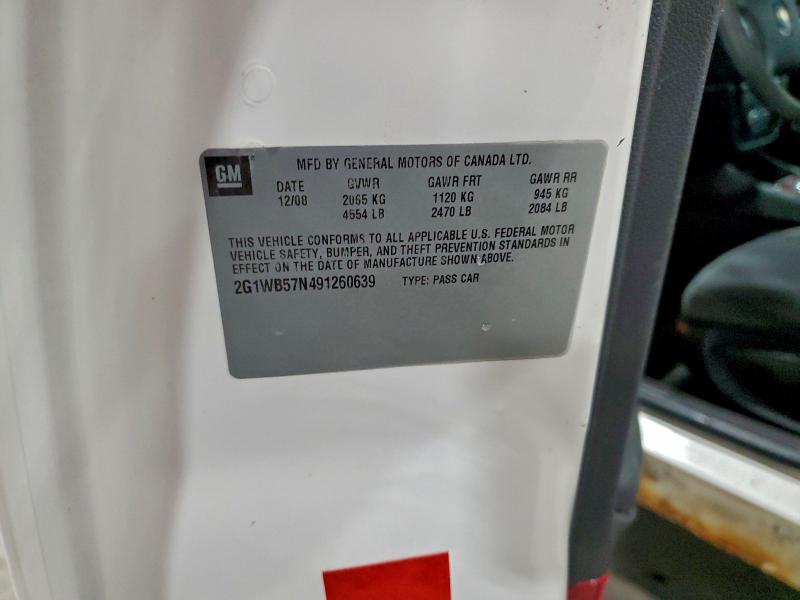 GM
MFD BY GENERAL MOTORS OF CANADA LTD.
DATE GVWR GAWR FRT GAWR RR
12/08 2065 KG 1120 KG 945 KG
4554 LB 2470 LB 2084 LB
THIS VEHICLE CONFORMS TO ALL APPLICABLE U.S. FEDERAL MOTOR
VEHICLE SAFETY, BUMPER, AND THEFT PREVENTION STANDARDS IN
EFFECT ON THE DATE OF MANUFACTURE SHOWN ABOVE.
2G1WB57N491260639 TYPE: PASS CAR